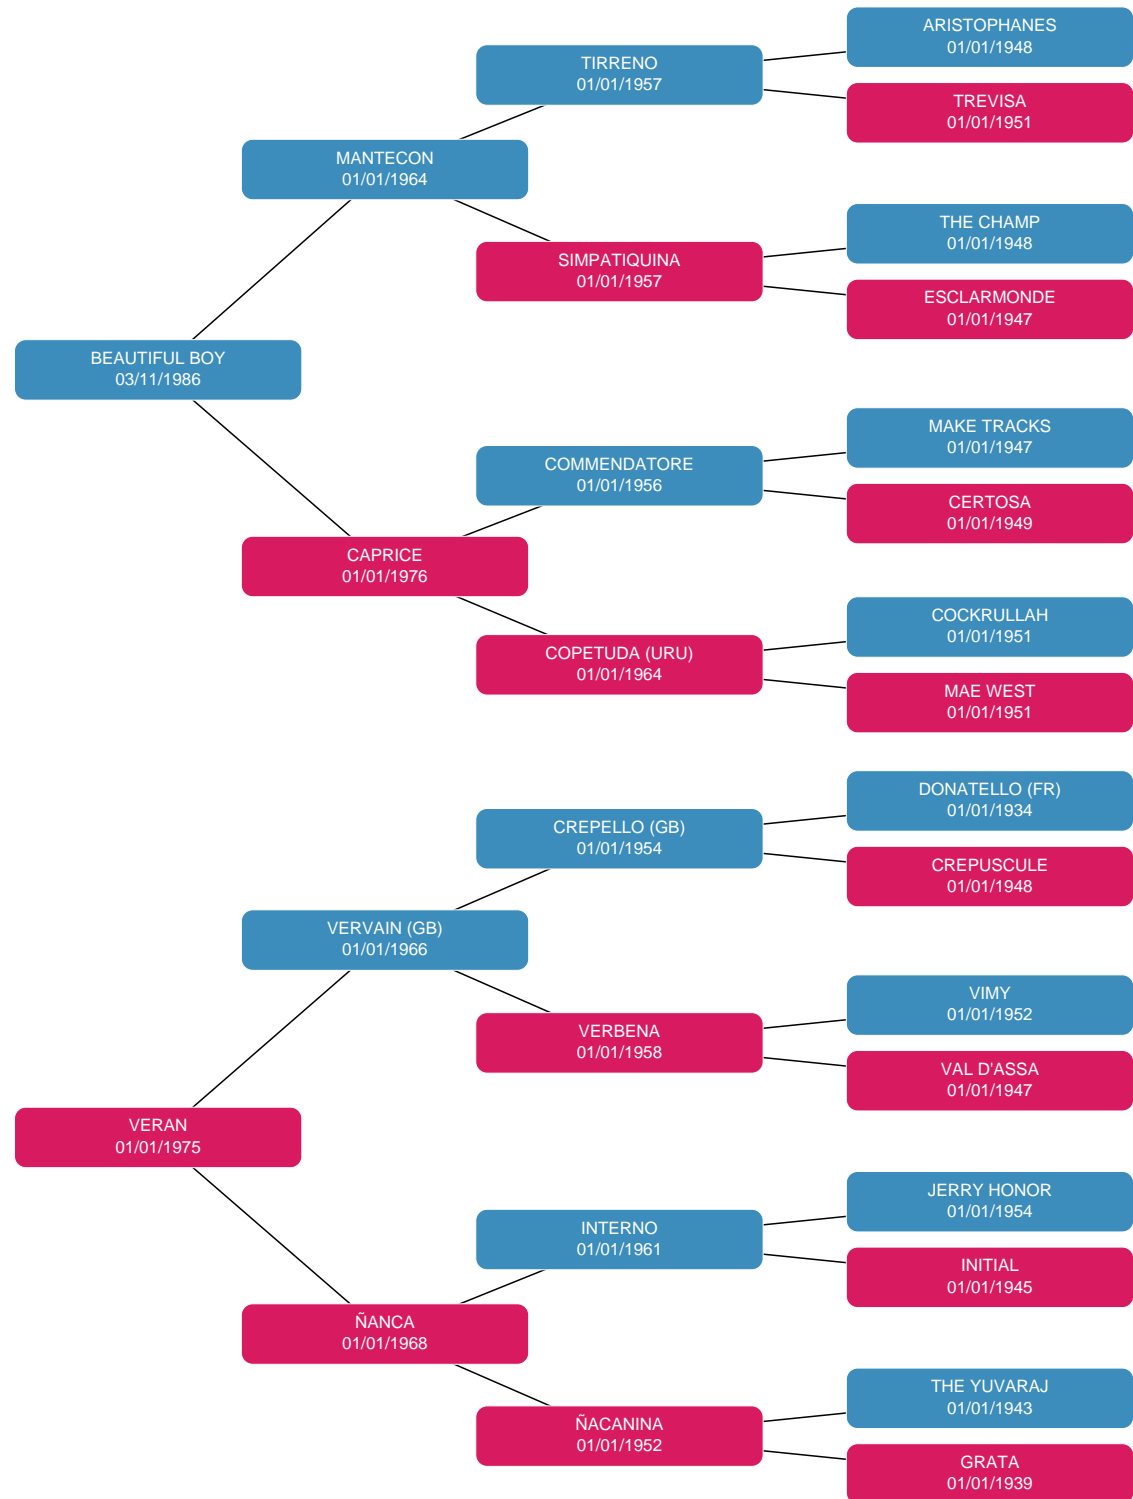 ARISTOPHANES
01/01/1948
TIRRENO
01/01/1957
TREVISA
01/01/1951
MANTECON
01/01/1964
THE CHAMP
01/01/1948
SIMPATIQUINA
01/01/1957
ESCLARMONDE
01/01/1947
BEAUTIFUL BOY
03/11/1986
MAKE TRACKS
01/01/1947
COMMENDATORE
01/01/1956
CERTOSA
01/01/1949
CAPRICE
01/01/1976
COCKRULLAH
01/01/1951
COPETUDA (URU)
01/01/1964
MAE WEST
01/01/1951
DONATELLO (FR)
01/01/1934
CREPELLO (GB)
01/01/1954
CREPUSCULE
01/01/1948
VERVAIN (GB)
01/01/1966
VIMY
01/01/1952
VERBENA
01/01/1958
VAL D'ASSA
01/01/1947
VERAN
01/01/1975
JERRY HONOR
01/01/1954
INTERNO
01/01/1961
INITIAL
01/01/1945
ÑANCA
01/01/1968
THE YUVARAJ
01/01/1943
ÑACANINA
01/01/1952
GRATA
01/01/1939